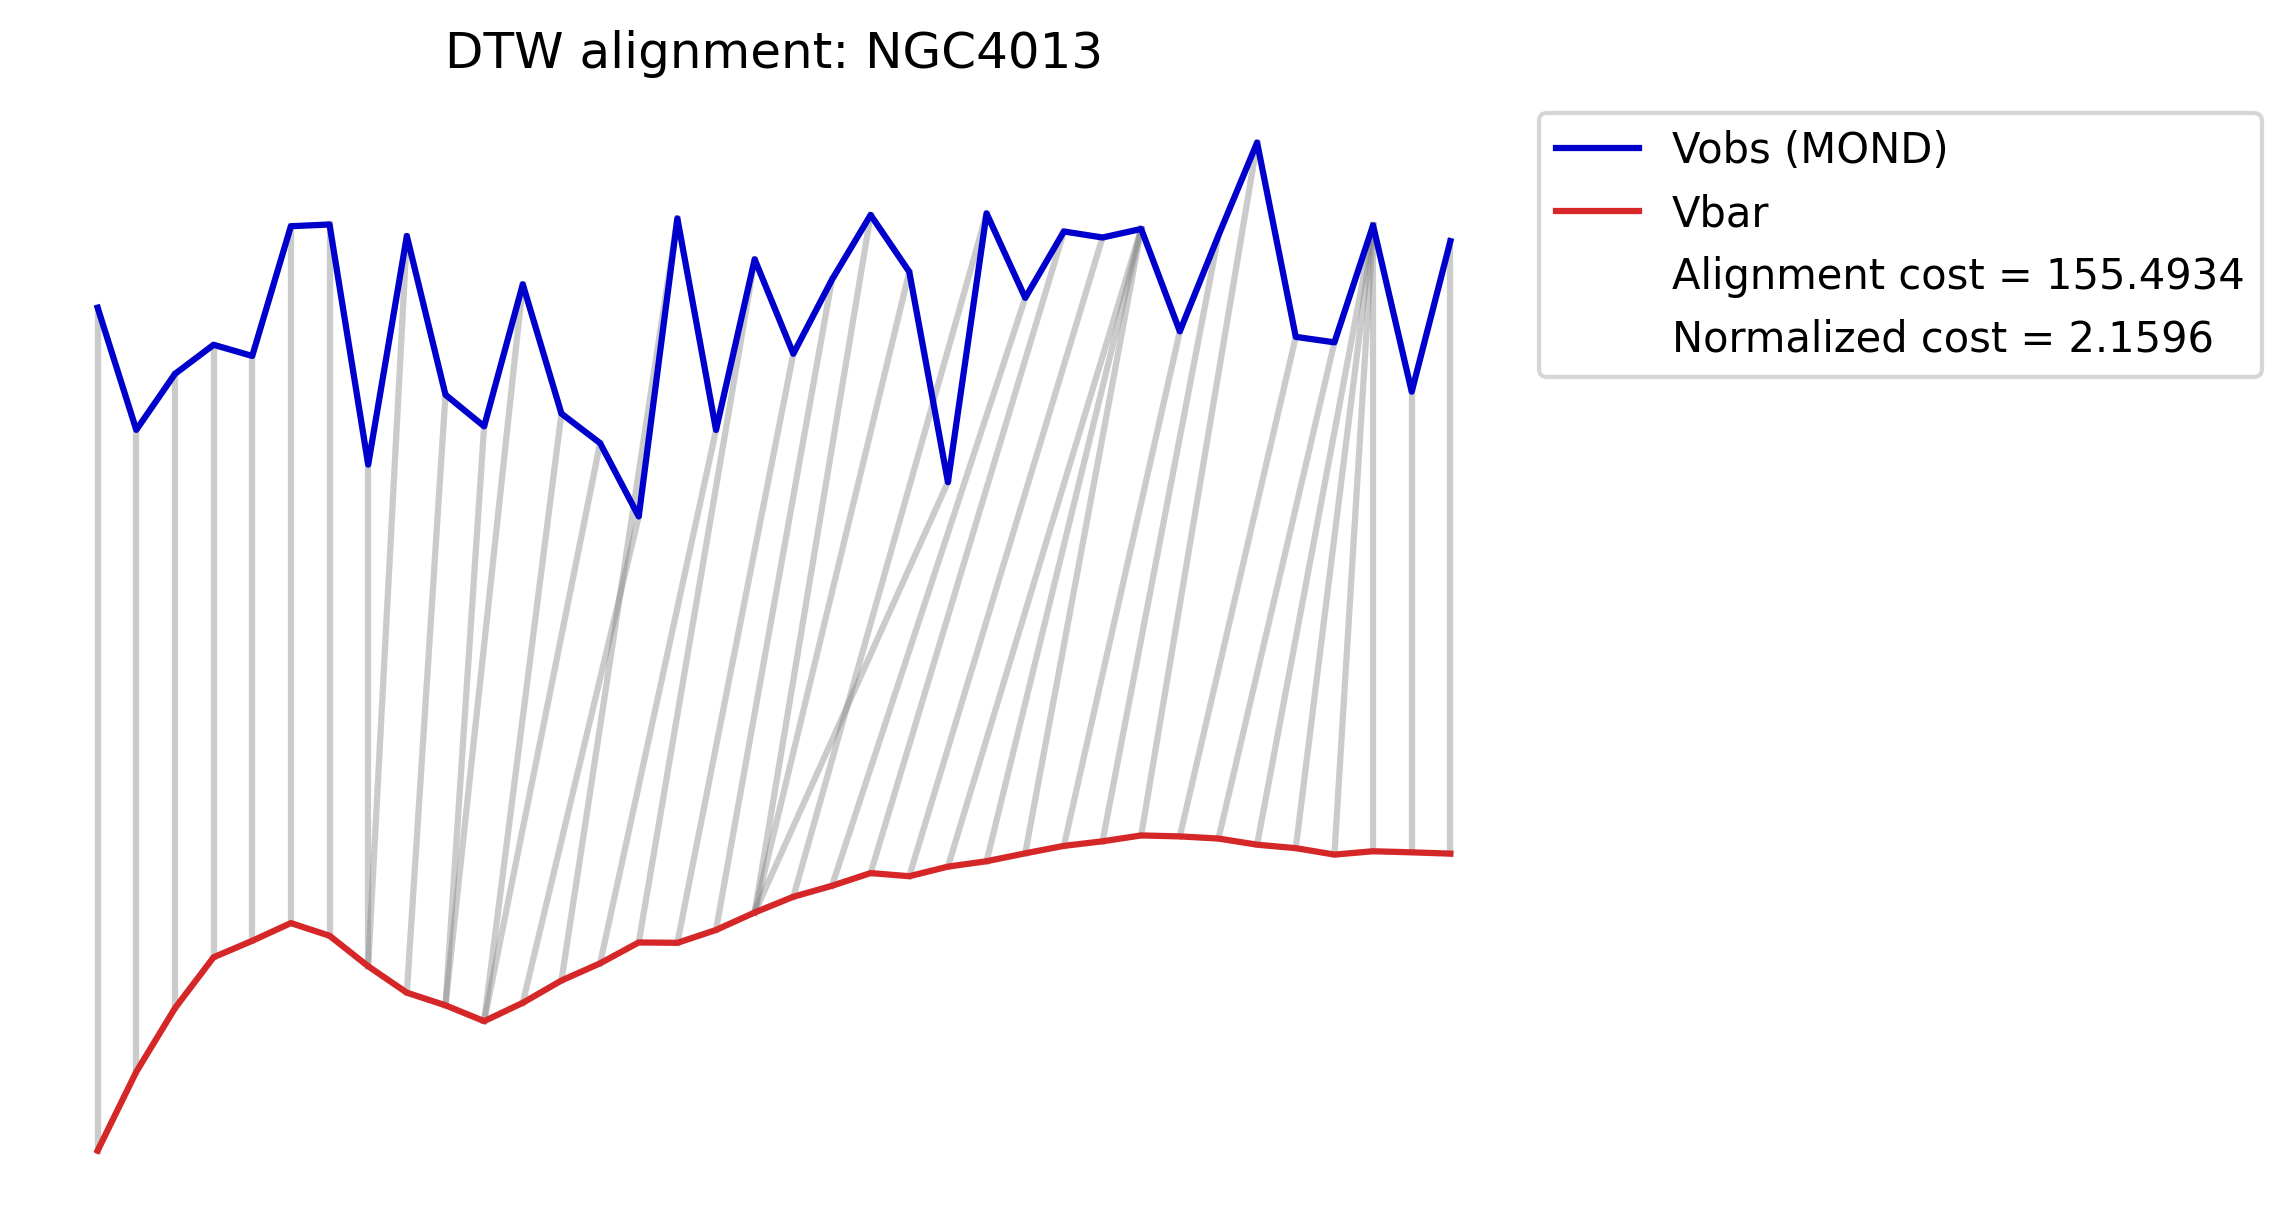 DTW alignment: NGC4013
Vobs (MOND)
Vbar
Alignment cost = 155.4934
Normalized cost = 2.1596